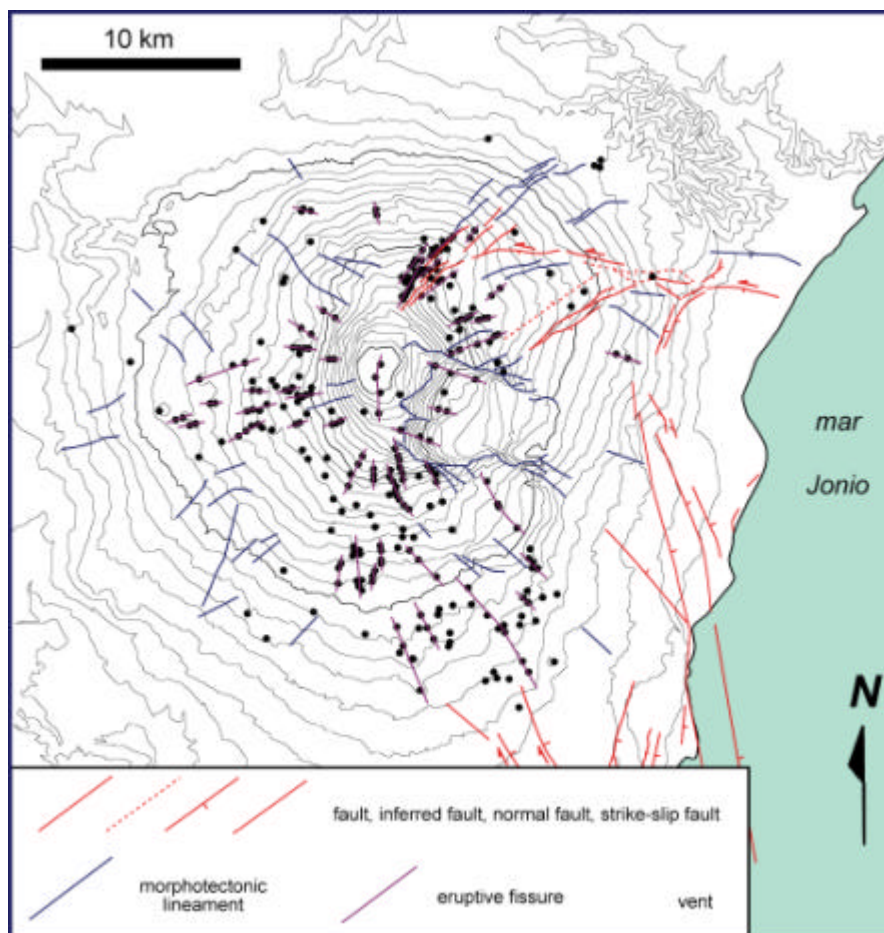 10 km
mar
Jonio
N
fault, inferred fault, normal fault, strike-slip fault
morphotectonic
lineament
eruptive fissure
vent